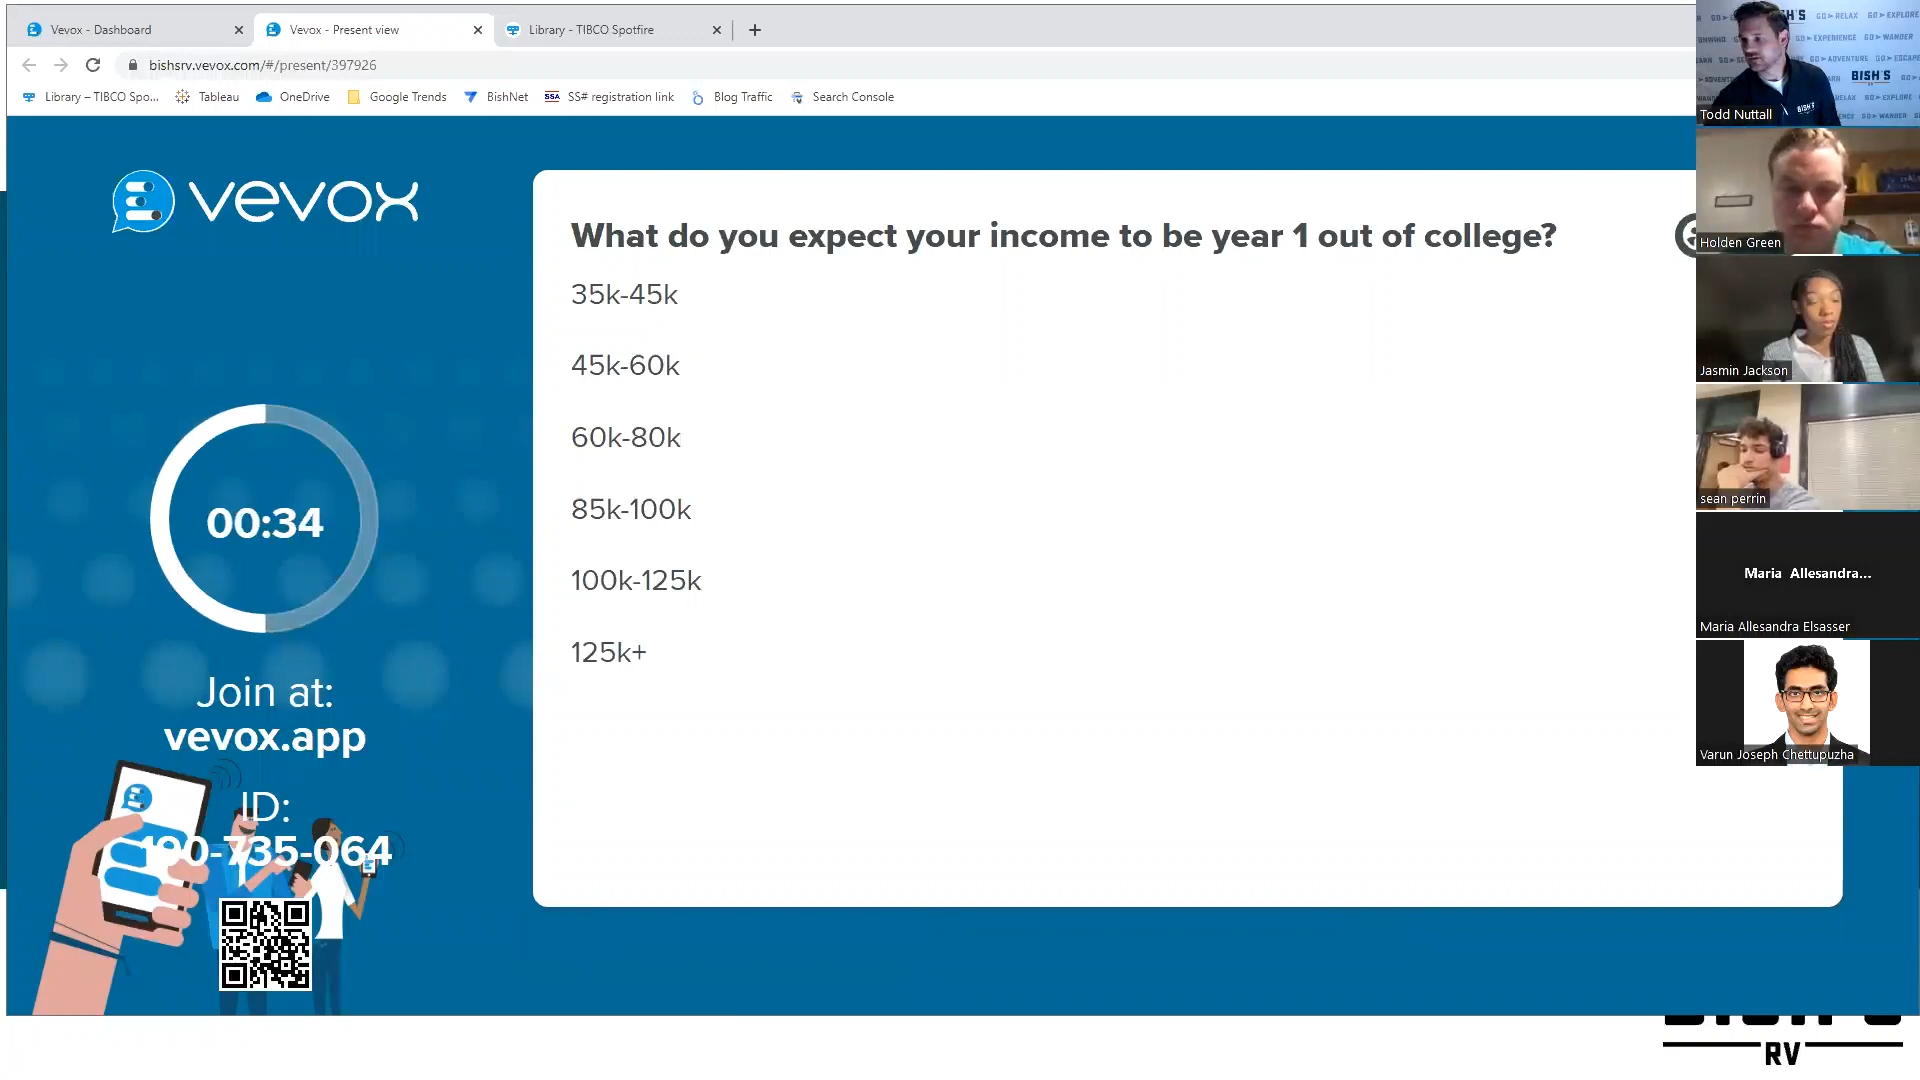 Vevox - Dashboard
Vevox - Present view
Library - TIBCO Spotfire
bishsrv.vevox.com/#/present/397926
Library – TIBCO Spo...
Tableau
OneDrive
Google Trends
BishNet
SS# registration link
Blog Traffic
Search Console
vevox
What do you expect your income to be year 1 out of college?
35k-45k
45k-60k
60k-80k
85k-100k
100k-125k
125k+
00:34
Join at:
vevox.app
ID:
190-735-064
BISH'S
Todd Nuttall
Holden Green
Jasmin Jackson
sean perrin
Maria Allesandra...
Maria Allesandra Elsasser
Varun Joseph Chettupuzha
RV